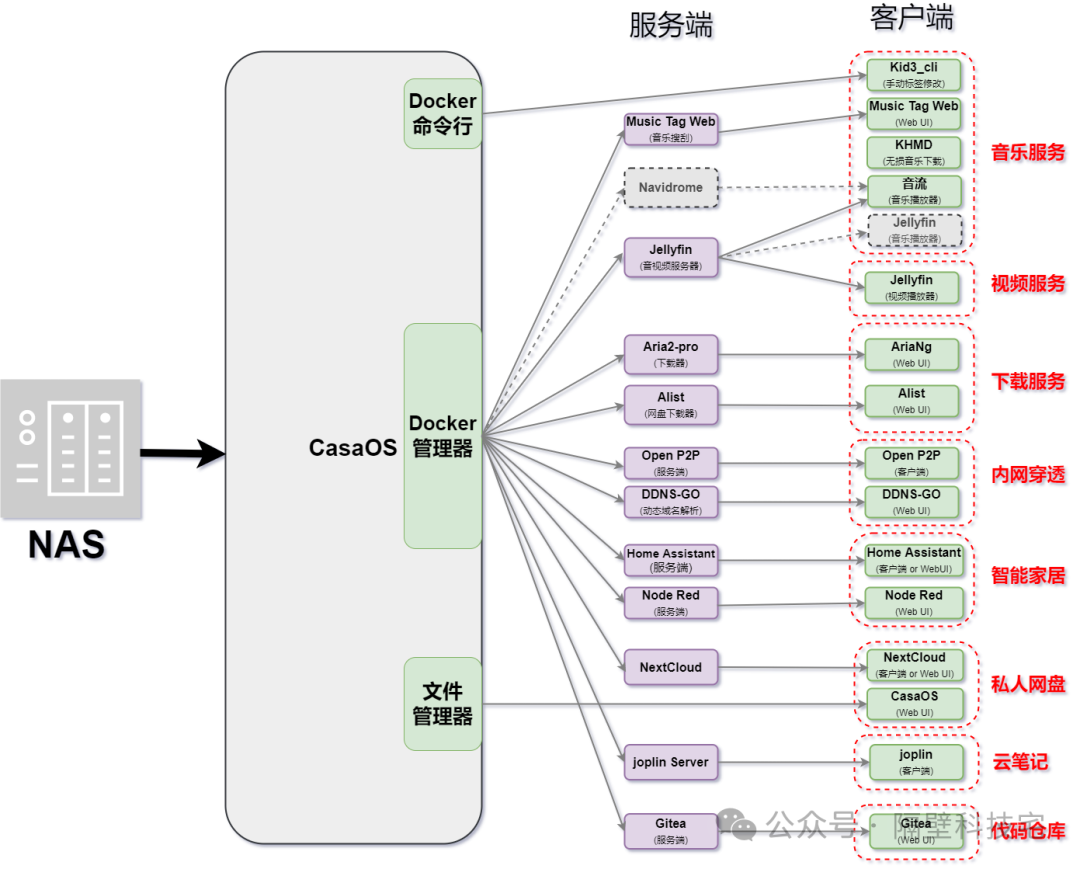 服务端
客户端
NAS
CasaOS
Docker
命令行
Docker
管理器
文件
管理器
Music Tag Web
(音乐搜刮)
Navidrome
Jellyfin
(音视频服务器)
Aria2-pro
(下载器)
Alist
(网盘下载器)
Open P2P
(服务端)
DDNS-GO
(动态域名解析)
Home Assistant
(服务端)
Node Red
(服务端)
NextCloud
joplin Server
Gitea
(服务端)
Kid3_cli
(手动标签修改)
Music Tag Web
(Web UI)
KHMD
(无损音乐下载)
音流
(音乐播放器)
Jellyfin
(音乐播放器)
音乐服务
Jellyfin
(视频播放器)
视频服务
AriaNg
(Web UI)
Alist
(Web UI)
下载服务
Open P2P
(客户端)
DDNS-GO
(Web UI)
内网穿透
Home Assistant
(客户端 or WebUI)
Node Red
(Web UI)
智能家居
NextCloud
(客户端 or Web UI)
CasaOS
(Web UI)
私人网盘
joplin
(客户端)
云笔记
Gitea
(Web UI)
代码仓库
公众号 · 隔壁科技宅